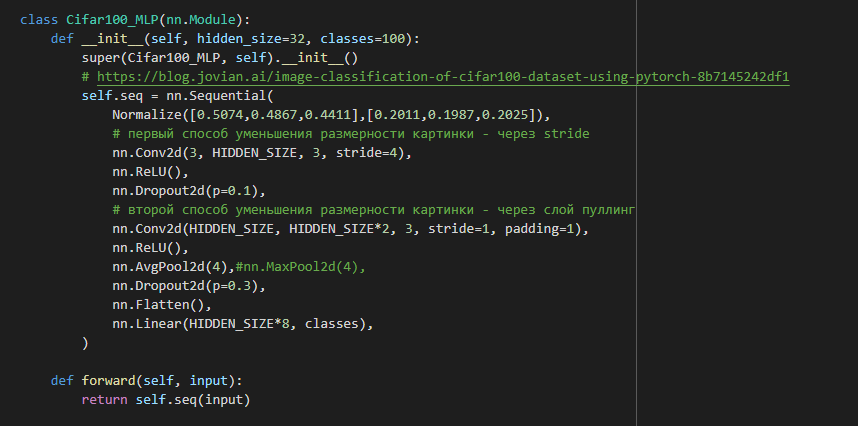 class Cifar100_MLP(nn.Module):
    def __init__(self, hidden_size=32, classes=100):
        super(Cifar100_MLP, self).__init__()
        # https://blog.jovian.ai/image-classification-of-cifar100-dataset-using-pytorch-8b7145242df1
        self.seq = nn.Sequential(
            Normalize([0.5074,0.4867,0.4411],[0.2011,0.1987,0.2025]),
            # первый способ уменьшения размерности картинки - через stride
            nn.Conv2d(3, HIDDEN_SIZE, 3, stride=4),
            nn.ReLU(),
            nn.Dropout2d(p=0.1),
            # второй способ уменьшения размерности картинки - через слой пуллинг
            nn.Conv2d(HIDDEN_SIZE, HIDDEN_SIZE*2, 3, stride=1, padding=1),
            nn.ReLU(),
            nn.AvgPool2d(4),#nn.MaxPool2d(4),
            nn.Dropout2d(p=0.3),
            nn.Flatten(),
            nn.Linear(HIDDEN_SIZE*8, classes),
        )
    def forward(self, input):
        return self.seq(input)